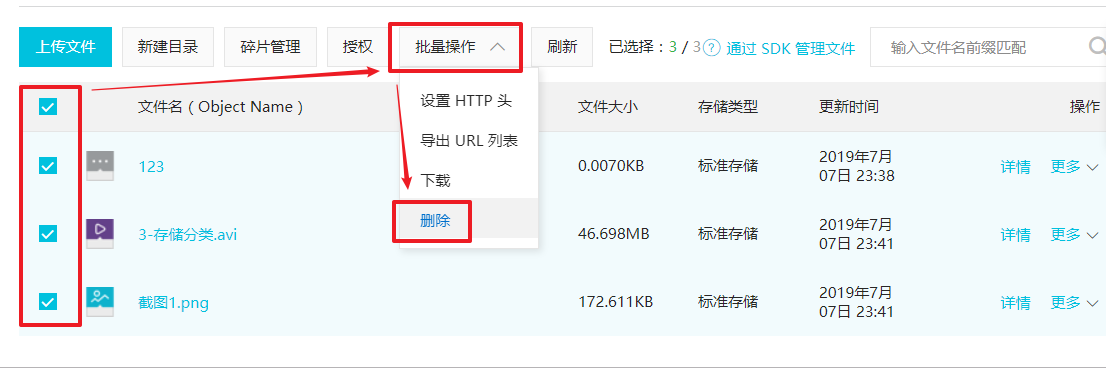 上传文件 新建目录 碎片管理 授权 批量操作 刷新 已选择：3 / 3 通过 SDK 管理文件 输入文件名前缀匹配
文件名（Object Name） 文件大小 存储类型 更新时间 操作
设置 HTTP 头
导出 URL 列表
下载
删除
123 0.0070KB 标准存储 2019年7月
07日 23:38 详情 更多
3-存储分类.avi 46.698MB 标准存储 2019年7月
07日 23:41 详情 更多
截图1.png 172.611KB 标准存储 2019年7月
07日 23:41 详情 更多